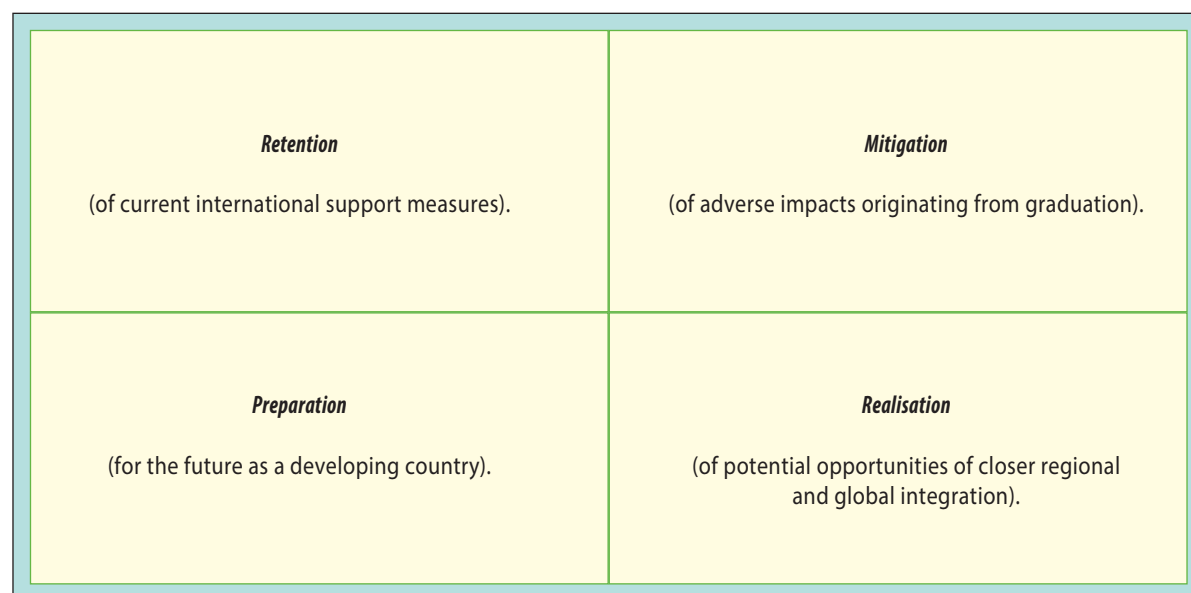 Retention
(of current international support measures).
Mitigation
(of adverse impacts originating from graduation).
Preparation
(for the future as a developing country).
Realisation
(of potential opportunities of closer regional
and global integration).